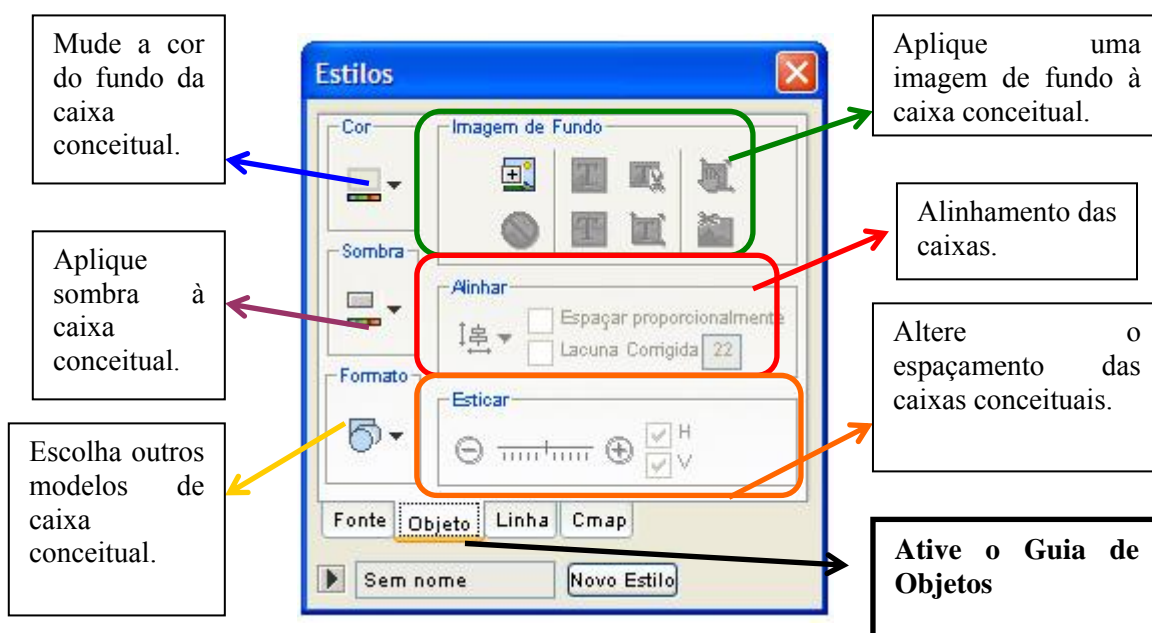 Mude a cor
do fundo da
caixa
conceitual.
Aplique
sombra à
caixa
conceitual.
Escolha outros
modelos de
caixa
conceitual.
Estilos
Cor
Imagem de Fundo
Sombra
Alinhar
Espaçar proporcionalmente
Lacuna Corrigida 22
Formato
Esticar
H
V
Fonte Objeto Linha Cmap
Sem nome Novo Estilo
Aplique uma
imagem de fundo à
caixa conceitual.
Alinhamento das
caixas.
Altere o
espaçamento das
caixas conceituais.
Ative o Guia de
Objetos